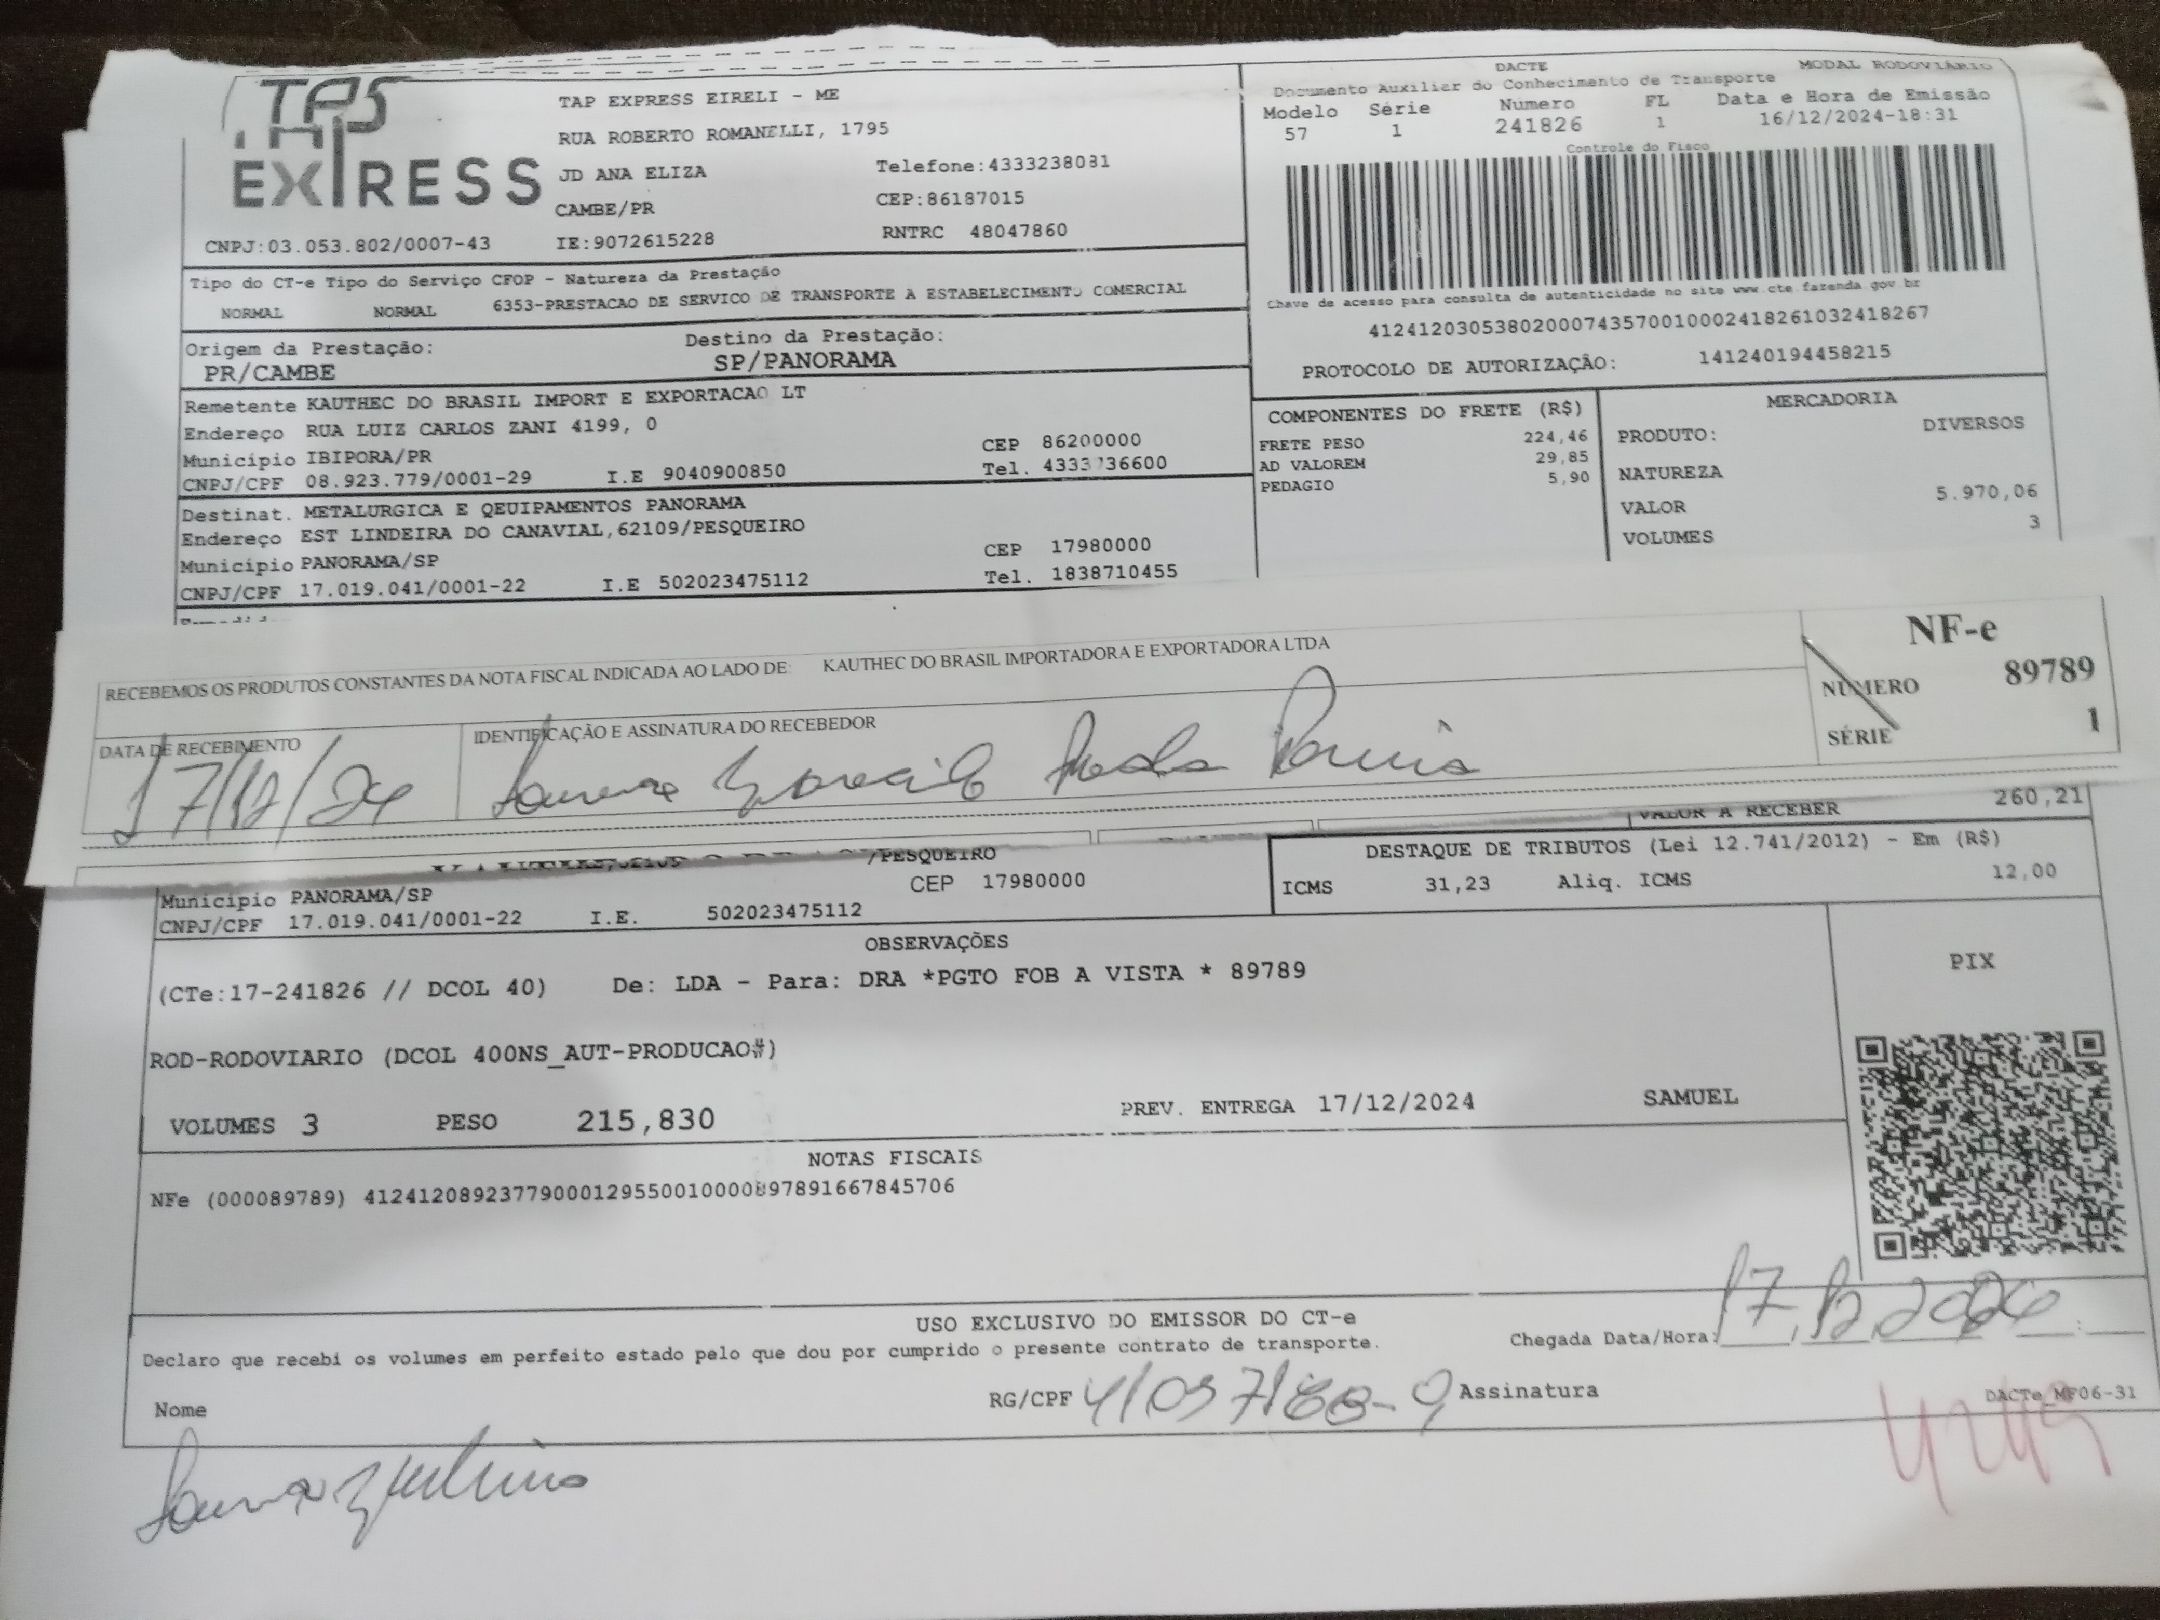 TAP EXPRESS
TAP EXPRESS EIRELI - ME
RUA ROBERTO ROMANELLI, 1795
JD ANA ELIZA Telefone:4333238081
CAMBE/PR CEP:86187015
CNPJ:03.053.802/0007-43 IE:9072615228 RNTRC 48047860
DACTE MODAL RODOVIÁRIO
Documento Auxiliar do Conhecimento de Transporte
Modelo Série Numero FL Data e Hora de Emissão
57 1 241826 1 16/12/2024-18:31
Controle do Fisco
Chave de acesso para consulta de autenticidade no site www.cte.fazenda.gov.br
41241203053802000743570010002418261032418267
PROTOCOLO DE AUTORIZAÇÃO: 141240194458215
Tipo do CT-e Tipo do Serviço CFOP - Natureza da Prestação
NORMAL NORMAL 6353-PRESTACAO DE SERVICO DE TRANSPORTE A ESTABELECIMENTO COMERCIAL
Origem da Prestação: Destino da Prestação:
PR/CAMBE SP/PANORAMA
Remetente KAUTHEC DO BRASIL IMPORT E EXPORTACAO LT
Endereço RUA LUIZ CARLOS ZANI 4199, 0
Municipio IBIPORA/PR CEP 86200000
CNPJ/CPF 08.923.779/0001-29 I.E 9040900850 Tel.
Destinat. METALURGICA E QEUIPAMENTOS PANORAMA
Endereço EST LINDEIRA DO CANAVIAL,62109/PESQUEIRO
Municipio PANORAMA/SP CEP 17980000
CNPJ/CPF 17.019.041/0001-22 I.E 502023475112 Tel. 1838710455
COMPONENTES DO FRETE (R$)
FRETE PESO 224,46
AD VALOREM 29,85
PEDAGIO 5,90
MERCADORIA
PRODUTO: DIVERSOS
NATUREZA
VALOR 5.970,06
VOLUMES 3
RECEBEMOS OS PRODUTOS CONSTANTES DA NOTA FISCAL INDICADA AO LADO DE: KAUTHEC DO BRASIL IMPORTADORA E EXPORTADORA LTDA
DATA DE RECEBIMENTO IDENTIFICAÇÃO E ASSINATURA DO RECEBEDOR
17/12/24
NF-e
NÚMERO 89789
SÉRIE 1
VALOR A RECEBER 260,21
/PESQUEIRO
Municipio PANORAMA/SP CEP 17980000
CNPJ/CPF 17.019.041/0001-22 I.E. 502023475112
DESTAQUE DE TRIBUTOS (Lei 12.741/2012) - Em (R$)
ICMS 31,23 Aliq. ICMS 12,00
OBSERVAÇÕES
(CTe:17-241826 // DCOL 40) De: LDA - Para: DRA *PGTO FOB A VISTA * 89789
ROD-RODOVIARIO (DCOL 400NS_AUT-PRODUCAO#)
VOLUMES 3 PESO 215,830 PREV. ENTREGA 17/12/2024 SAMUEL
PIX
NOTAS FISCAIS
NFe (000089789) 41241208923779000129550010000897891667845706
USO EXCLUSIVO DO EMISSOR DO CT-e
Declaro que recebi os volumes em perfeito estado pelo que dou por cumprido o presente contrato de transporte.
Chegada Data/Hora: 17 12 2024
Nome RG/CPF Assinatura
DACTe_MF06-31